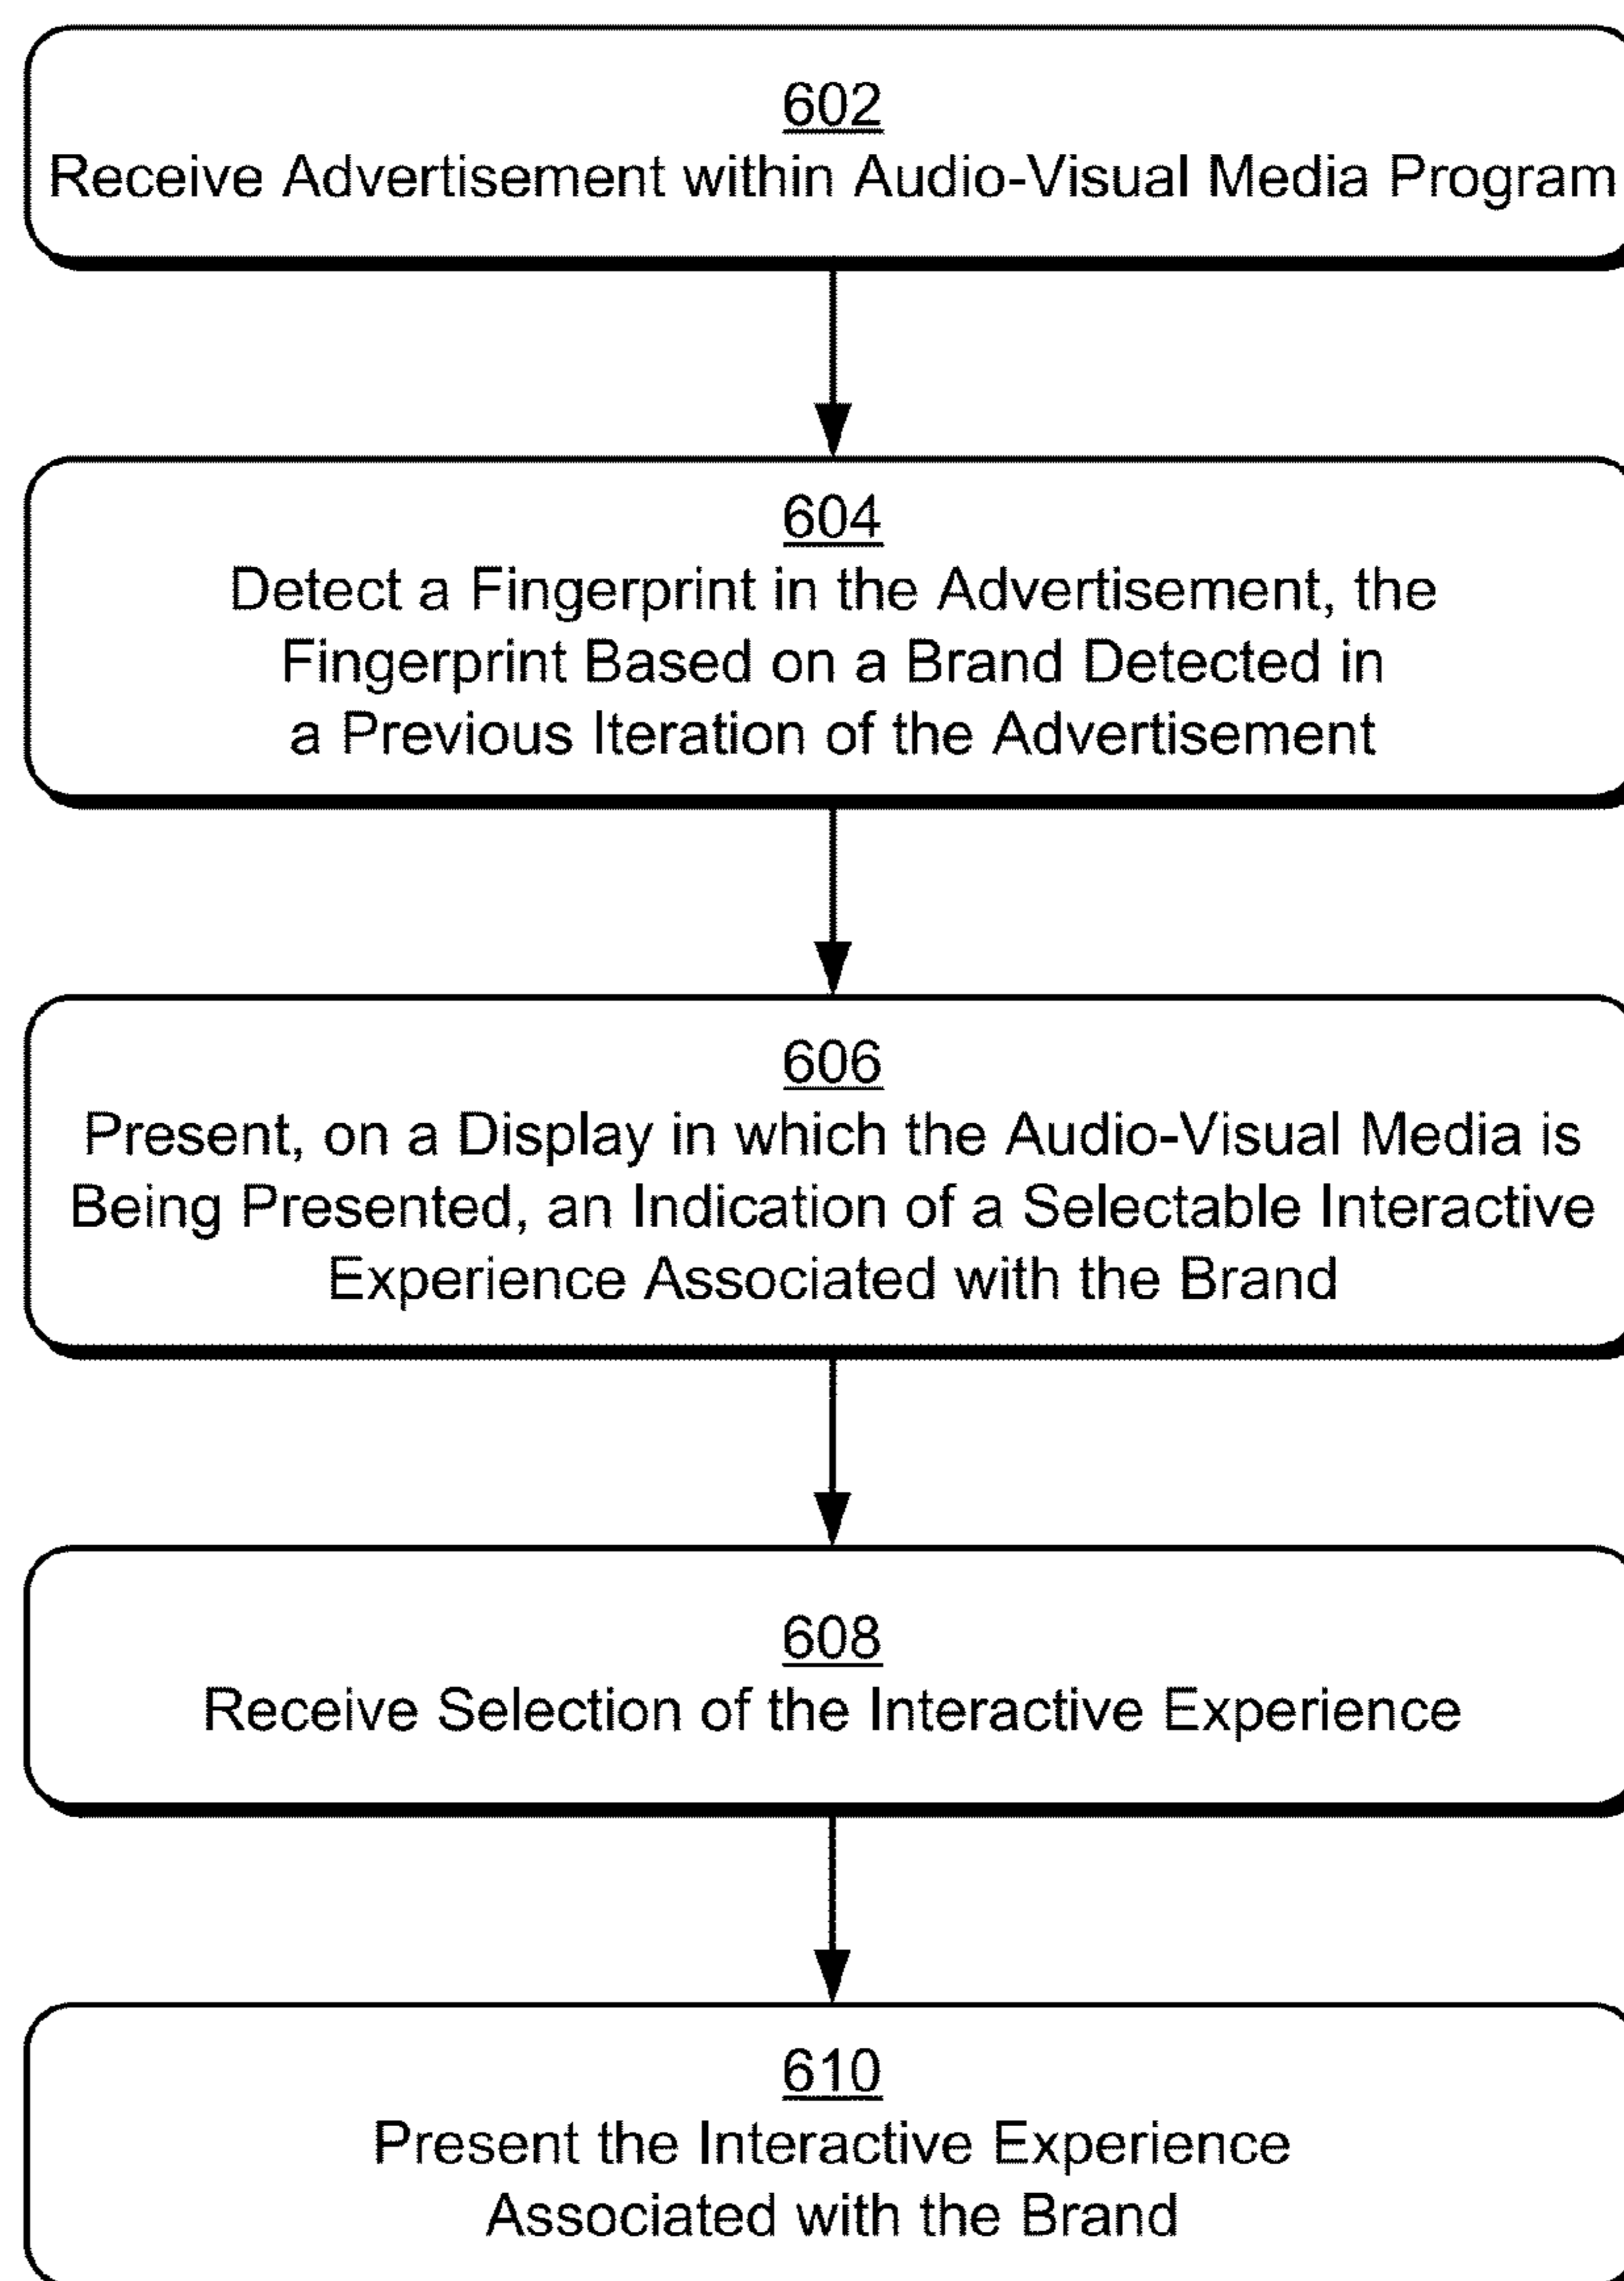 602
Receive Advertisement within Audio-Visual Media Program
604
Detect a Fingerprint in the Advertisement, the
Fingerprint Based on a Brand Detected in
a Previous Iteration of the Advertisement
606
Present, on a Display in which the Audio-Visual Media is
Being Presented, an Indication of a Selectable Interactive
Experience Associated with the Brand
608
Receive Selection of the Interactive Experience
610
Present the Interactive Experience
Associated with the Brand